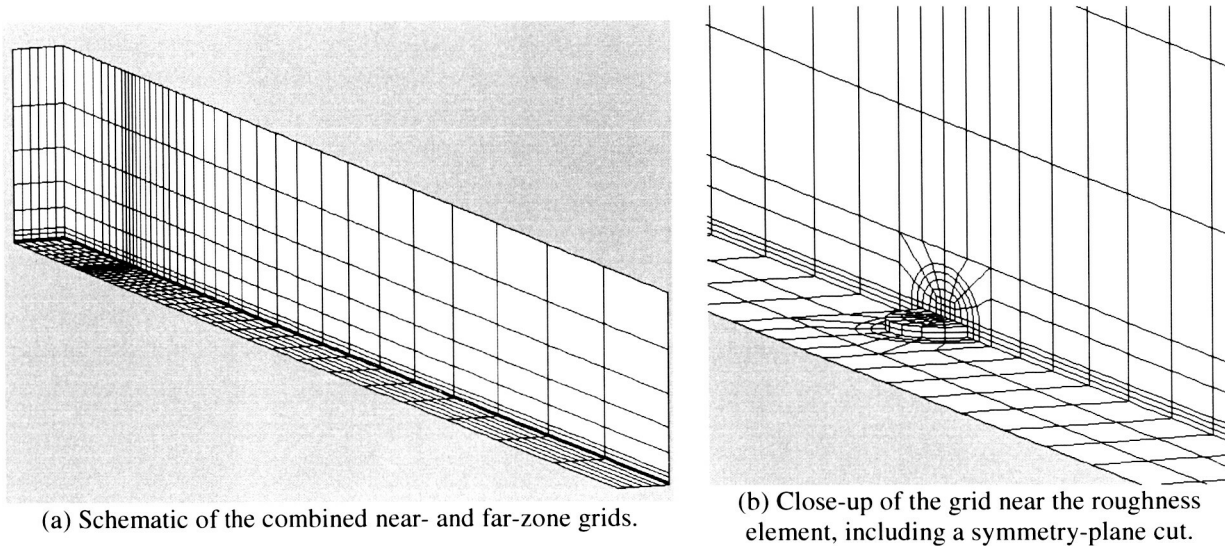 (a) Schematic of the combined near- and far-zone grids.
(b) Close-up of the grid near the roughness
element, including a symmetry-plane cut.